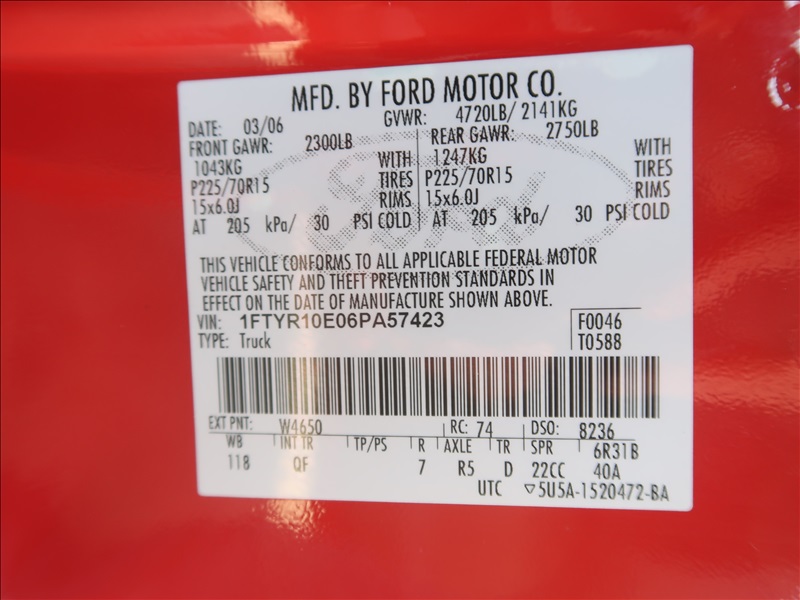 MFD. BY FORD MOTOR CO.
DATE: 03/06 GVWR: 4720LB/ 2141KG
FRONT GAWR: 2300LB REAR GAWR: 2750LB
1043KG WITH 1247KG WITH
P225/70R15 TIRES P225/70R15 TIRES
15x6.0J RIMS 15x6.0J RIMS
AT 205 kPa/ 30 PSI COLD AT 205 kPa/ 30 PSI COLD
Ford
THIS VEHICLE CONFORMS TO ALL APPLICABLE FEDERAL MOTOR
VEHICLE SAFETY AND THEFT PREVENTION STANDARDS IN
EFFECT ON THE DATE OF MANUFACTURE SHOWN ABOVE.
VIN: 1FTYR10E06PA57423 F0046
TYPE: Truck T0588
EXT PNT: W4650 RC: 74 DSO: 8236
WB INT TR TP/PS R AXLE TR SPR 6R31B
118 QF 7 R5 D 22CC 40A
UTC ▽5U5A-1520472-BA